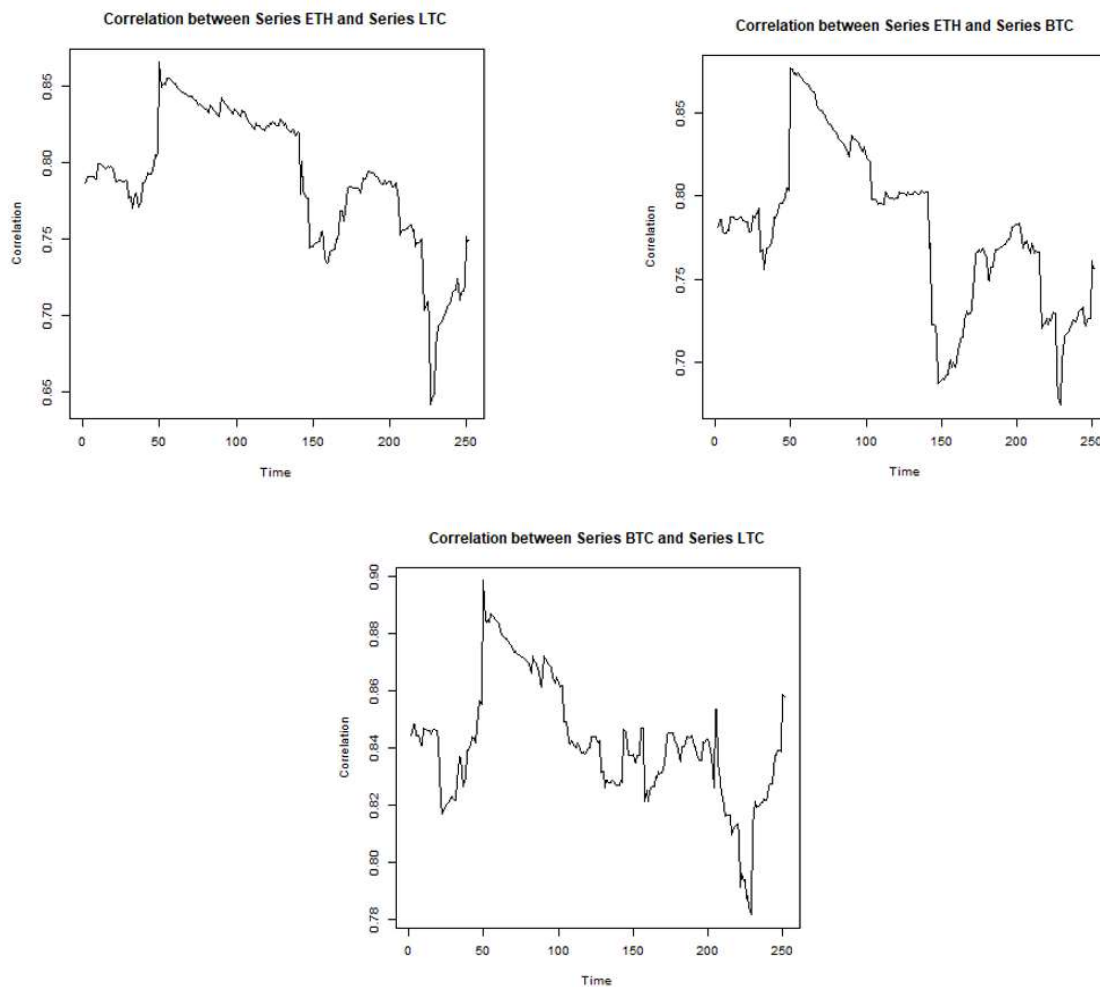 Correlation between Series ETH and Series LTC
Correlation
0.85
0.80
0.75
0.70
0.65
0 50 100 150 200 250
Time
Correlation between Series ETH and Series BTC
Correlation
0.85
0.80
0.75
0.70
0 50 100 150 200 250
Time
Correlation between Series BTC and Series LTC
Correlation
0.90
0.88
0.86
0.84
0.82
0.80
0.78
0 50 100 150 200 250
Time